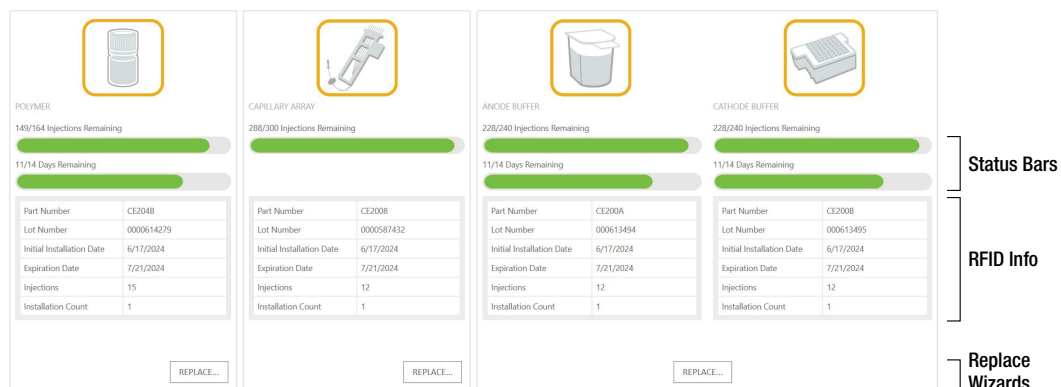 POLYMER
149/164 Injections Remaining
11/14 Days Remaining
Part Number CE204B
Lot Number 0000614279
Initial Installation Date 6/17/2024
Expiration Date 7/21/2024
Injections 15
Installation Count 1
REPLACE...
CAPILLARY ARRAY
288/300 Injections Remaining
Part Number CE2008
Lot Number 0000587432
Initial Installation Date 6/17/2024
Expiration Date 7/21/2024
Injections 12
Installation Count 1
REPLACE...
ANODE BUFFER
228/240 Injections Remaining
11/14 Days Remaining
Part Number CE200A
Lot Number 000613494
Initial Installation Date 6/17/2024
Expiration Date 7/21/2024
Injections 12
Installation Count 1
CATHODE BUFFER
228/240 Injections Remaining
11/14 Days Remaining
Part Number CE200B
Lot Number 000613495
Initial Installation Date 6/17/2024
Expiration Date 7/21/2024
Injections 12
Installation Count 1
REPLACE...
Status Bars
RFID Info
Replace
Wizards